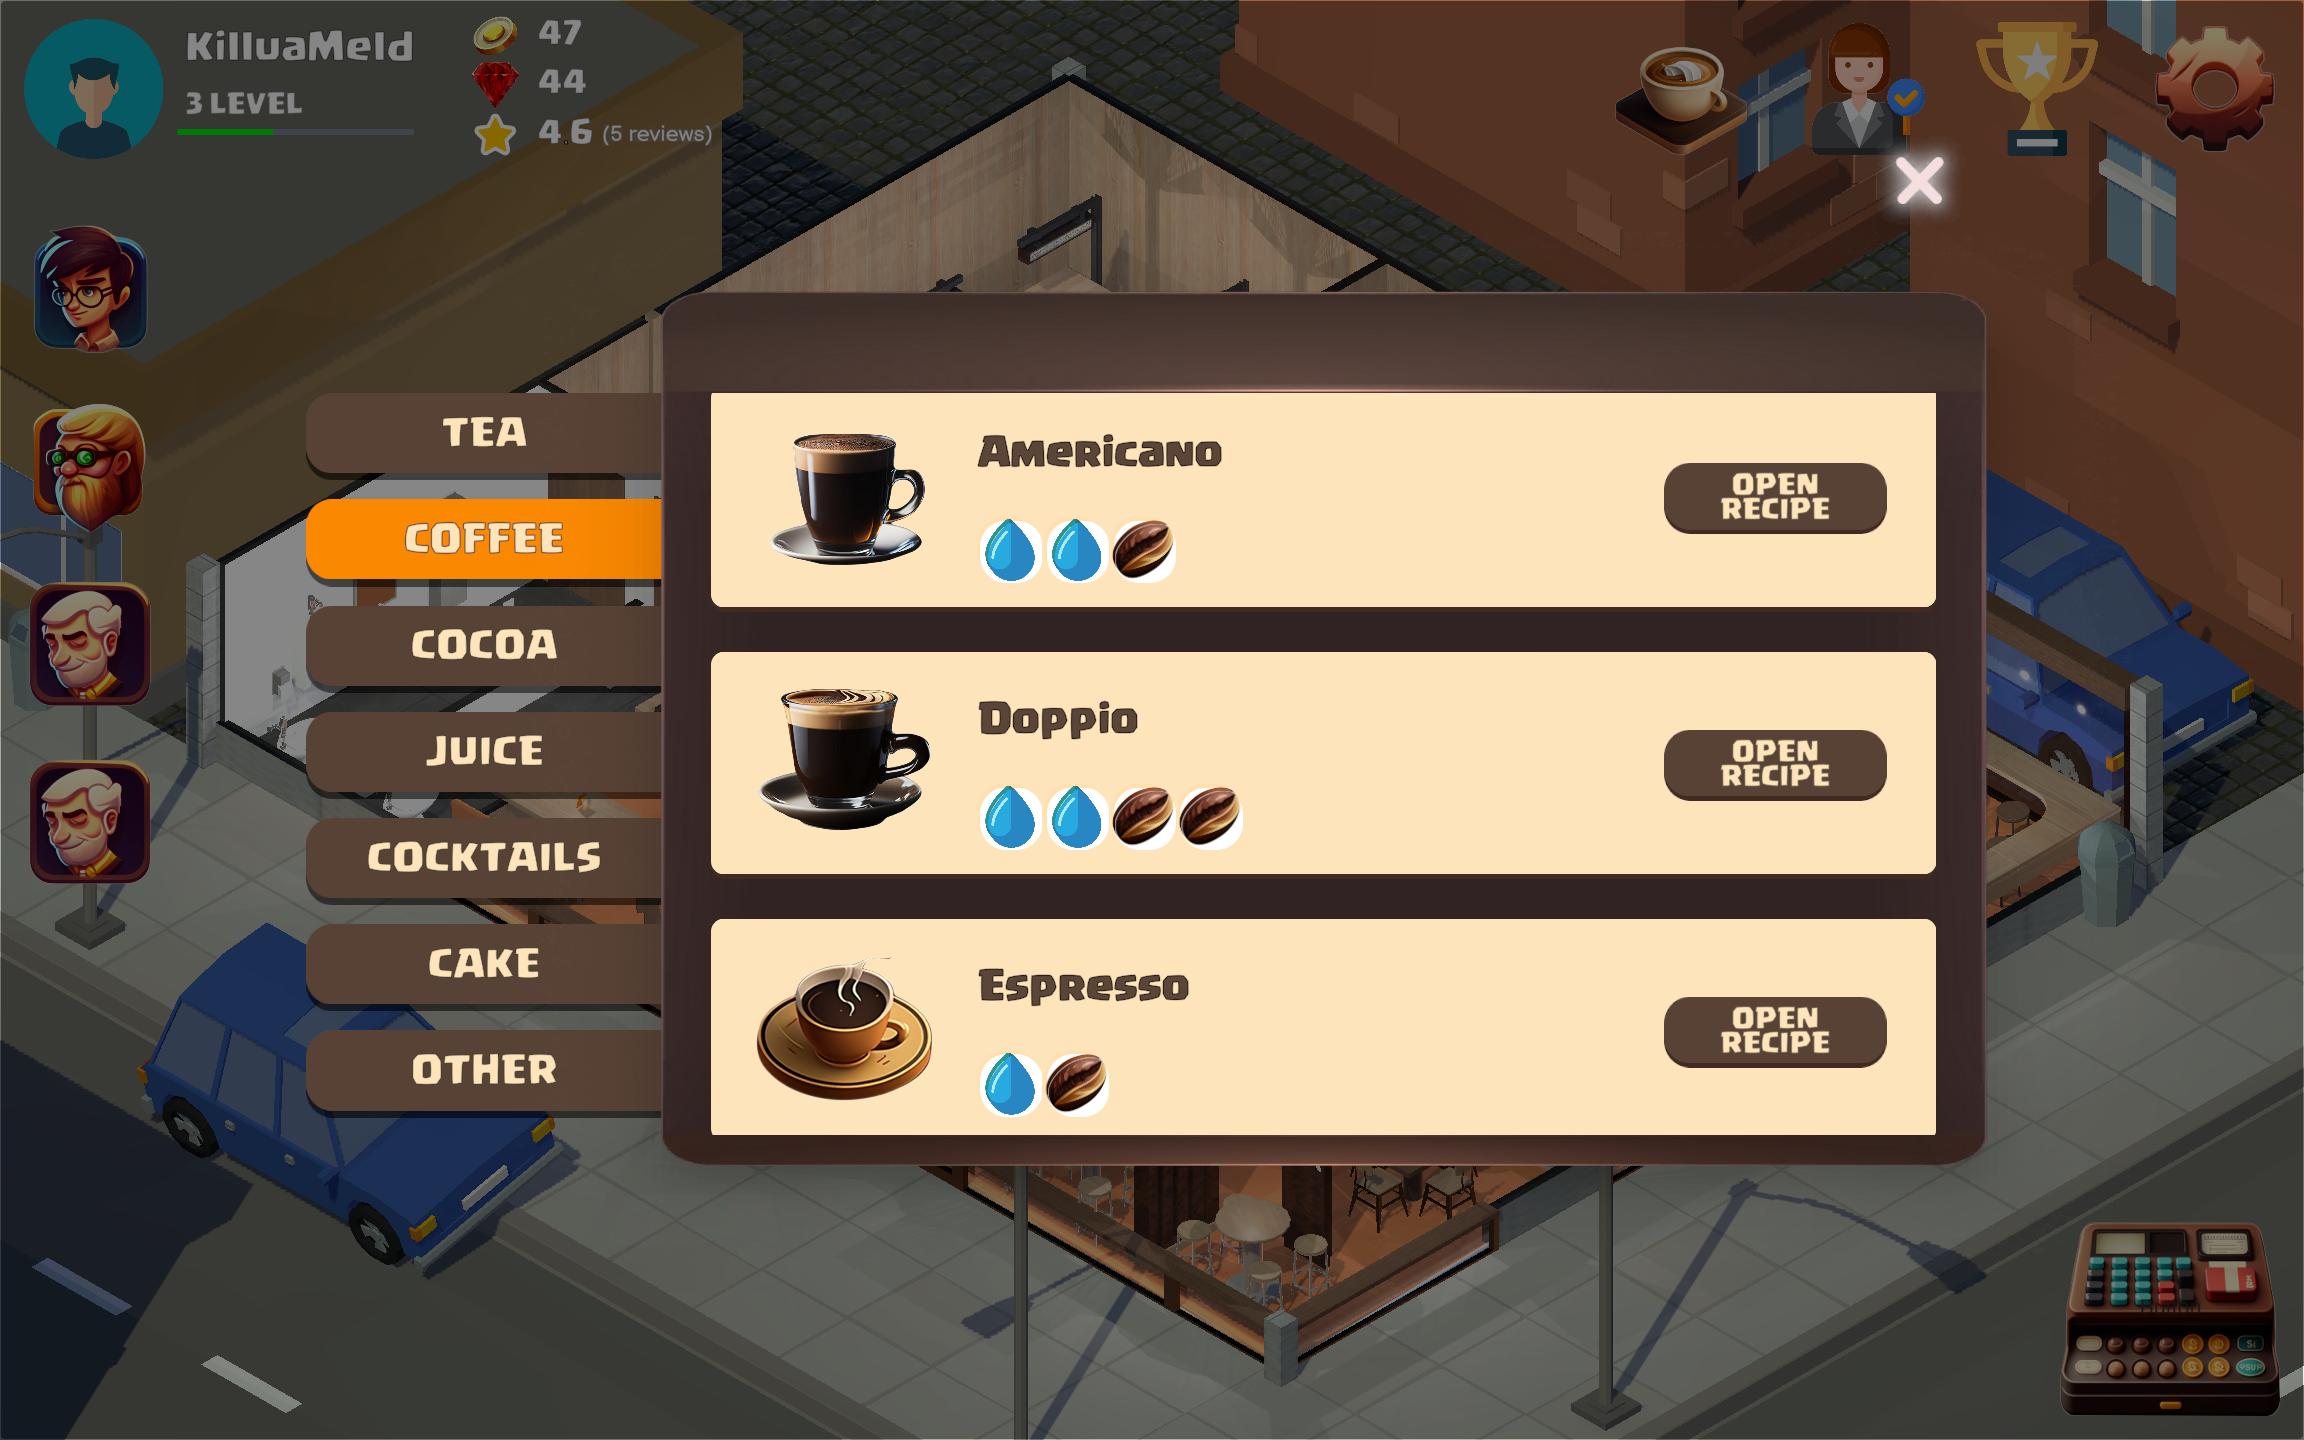 KilluaMeld
3 LEVEL
47
44
4.6 (5 reviews)
TEA
COFFEE
COCOA
JUICE
COCKTAILS
CAKE
OTHER
Americano
OPEN
RECIPE
Doppio
OPEN
RECIPE
Espresso
OPEN
RECIPE